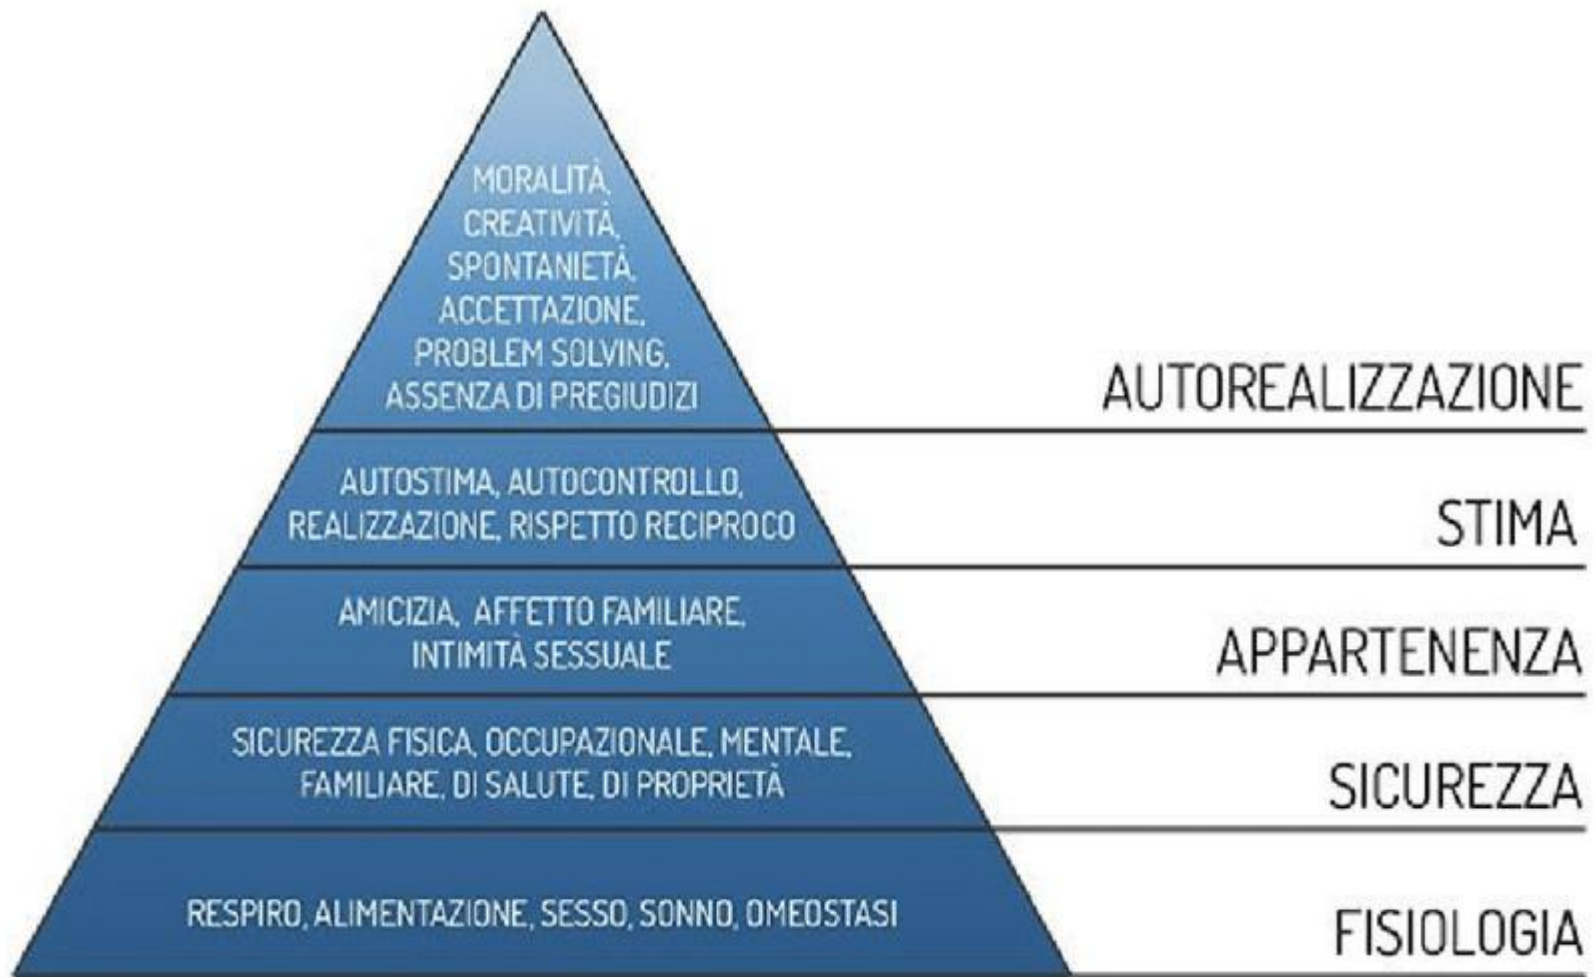 MORALITÀ,
CREATIVITÀ,
SPONTANIETÀ,
ACCETTAZIONE,
PROBLEM SOLVING,
ASSENZA DI PREGIUDIZI
AUTOREALIZZAZIONE
AUTOSTIMA, AUTOCONTROLLO,
REALIZZAZIONE, RISPETTO RECIPROCO
STIMA
AMICIZIA, AFFETTO FAMILIARE,
INTIMITÀ SESSUALE
APPARTENENZA
SICUREZZA FISICA, OCCUPAZIONALE, MENTALE,
FAMILIARE, DI SALUTE, DI PROPRIETÀ
SICUREZZA
RESPIRO, ALIMENTAZIONE, SESSO, SONNO, OMEOSTASI
FISIOLOGIA